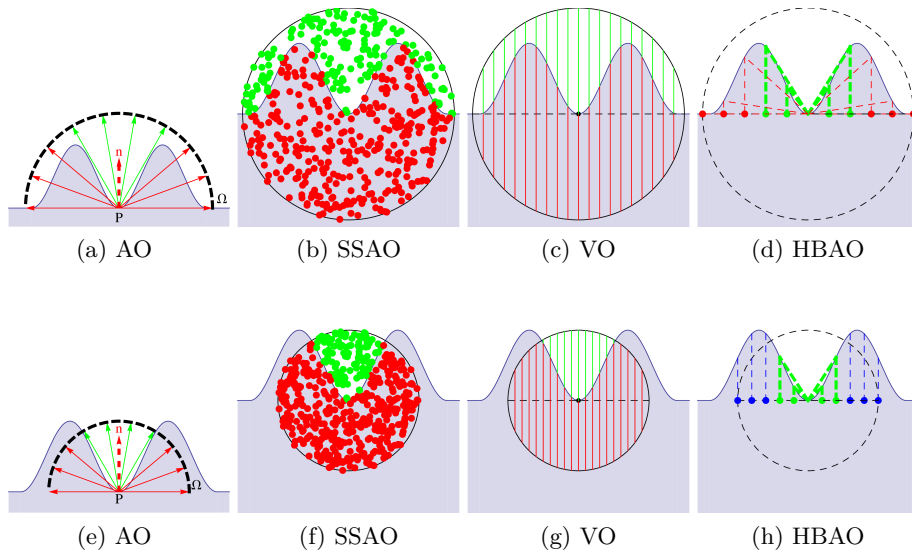 n
Ω
P
(a) AO
(b) SSAO
(c) VO
(d) HBAO
n
Ω
P
(e) AO
(f) SSAO
(g) VO
(h) HBAO